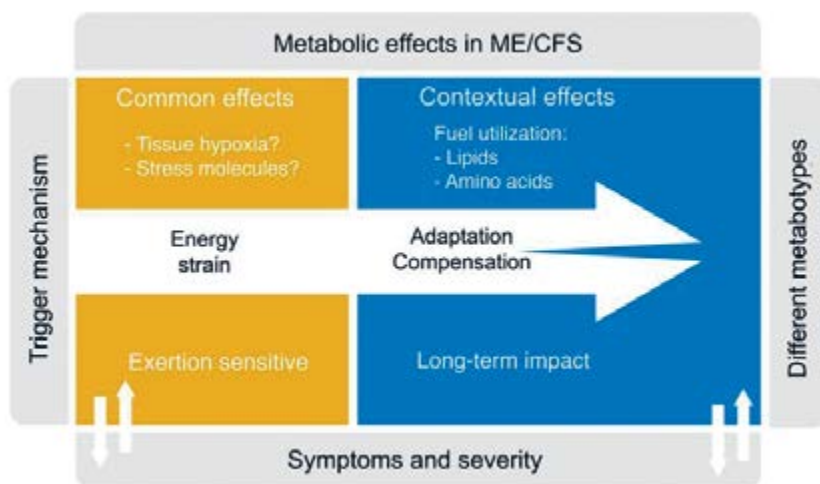 Metabolic effects in ME/CFS
Trigger mechanism
Common effects
- Tissue hypoxia?
- Stress molecules?
Contextual effects
Fuel utilization:
- Lipids
- Amino acids
Energy
strain
Adaptation
Compensation
Exertion sensitive
Long-term impact
Different metabotypes
Symptoms and severity